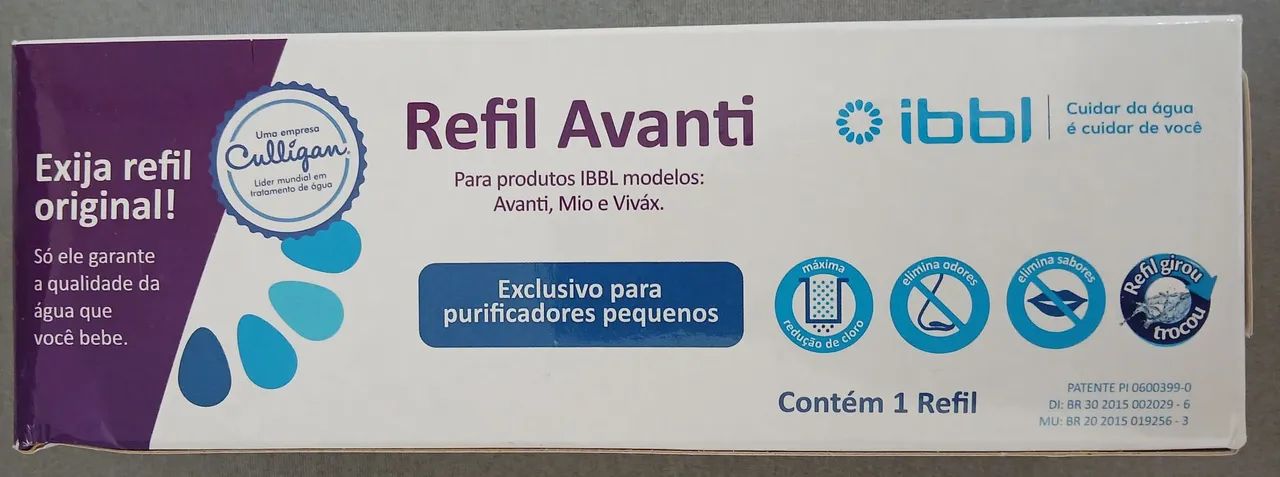 Exija refil
original!
Só ele garante
a qualidade da
água que
você bebe.
Uma empresa
Culligan®
Líder mundial em
tratamento de água
Refil Avanti
Para produtos IBBL modelos:
Avanti, Mio e Viváx.
Exclusivo para
purificadores pequenos
ibbl
Cuidar da água
é cuidar de você
máxima
redução de cloro
elimina odores
elimina sabores
Refil girou
trocou
Contém 1 Refil
PATENTE PI 0600399-0
DI: BR 30 2015 002029 - 6
MU: BR 20 2015 019256 - 3